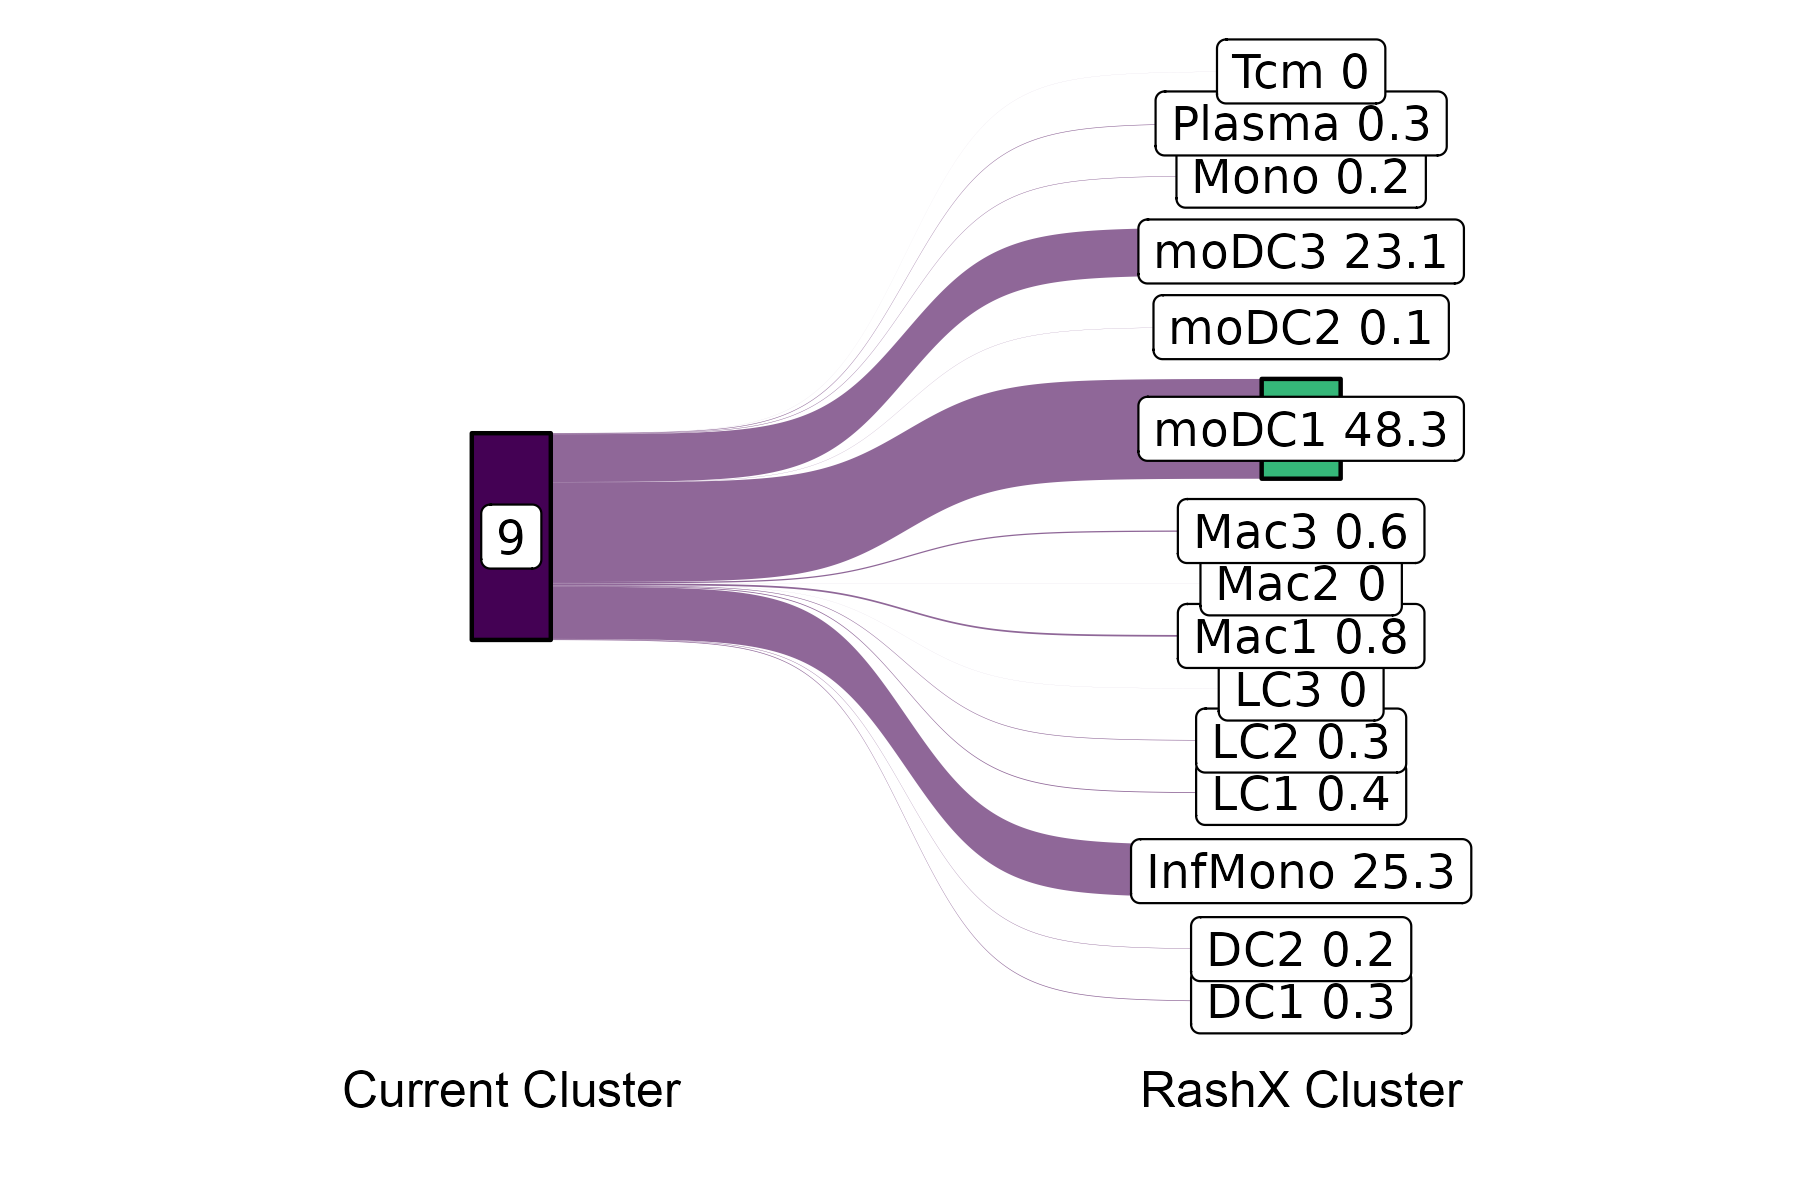 Tcm 0
Plasma 0.3
Mono 0.2
moDC3 23.1
moDC2 0.1
moDC1 48.3
9
Mac3 0.6
Mac2 0
Mac1 0.8
LC3 0
LC2 0.3
LC1 0.4
InfMono 25.3
DC2 0.2
DC1 0.3
Current Cluster
RashX Cluster